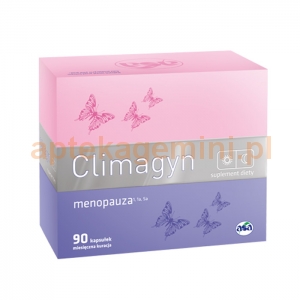 aptekagemini.pl
Climagyn
suplement diety
menopauza
90 kapsułek
miesięczna kuracja